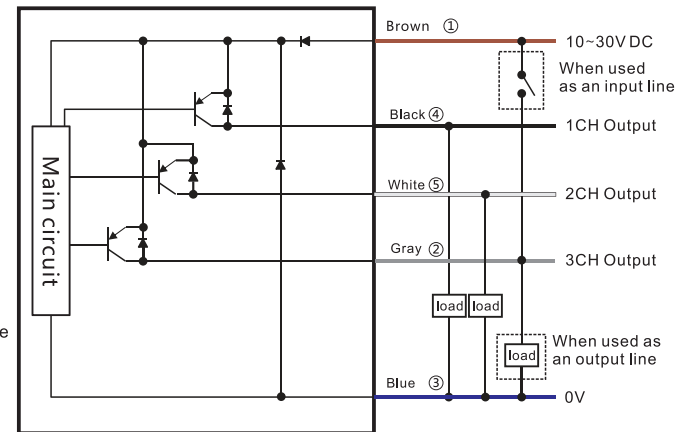 Brown ①
10~30V DC
When used
as an input line
Black ④
1CH Output
Main circuit
White ⑤
2CH Output
Gray ②
3CH Output
load
load
e
When used as
load
an output line
Blue ③
0V